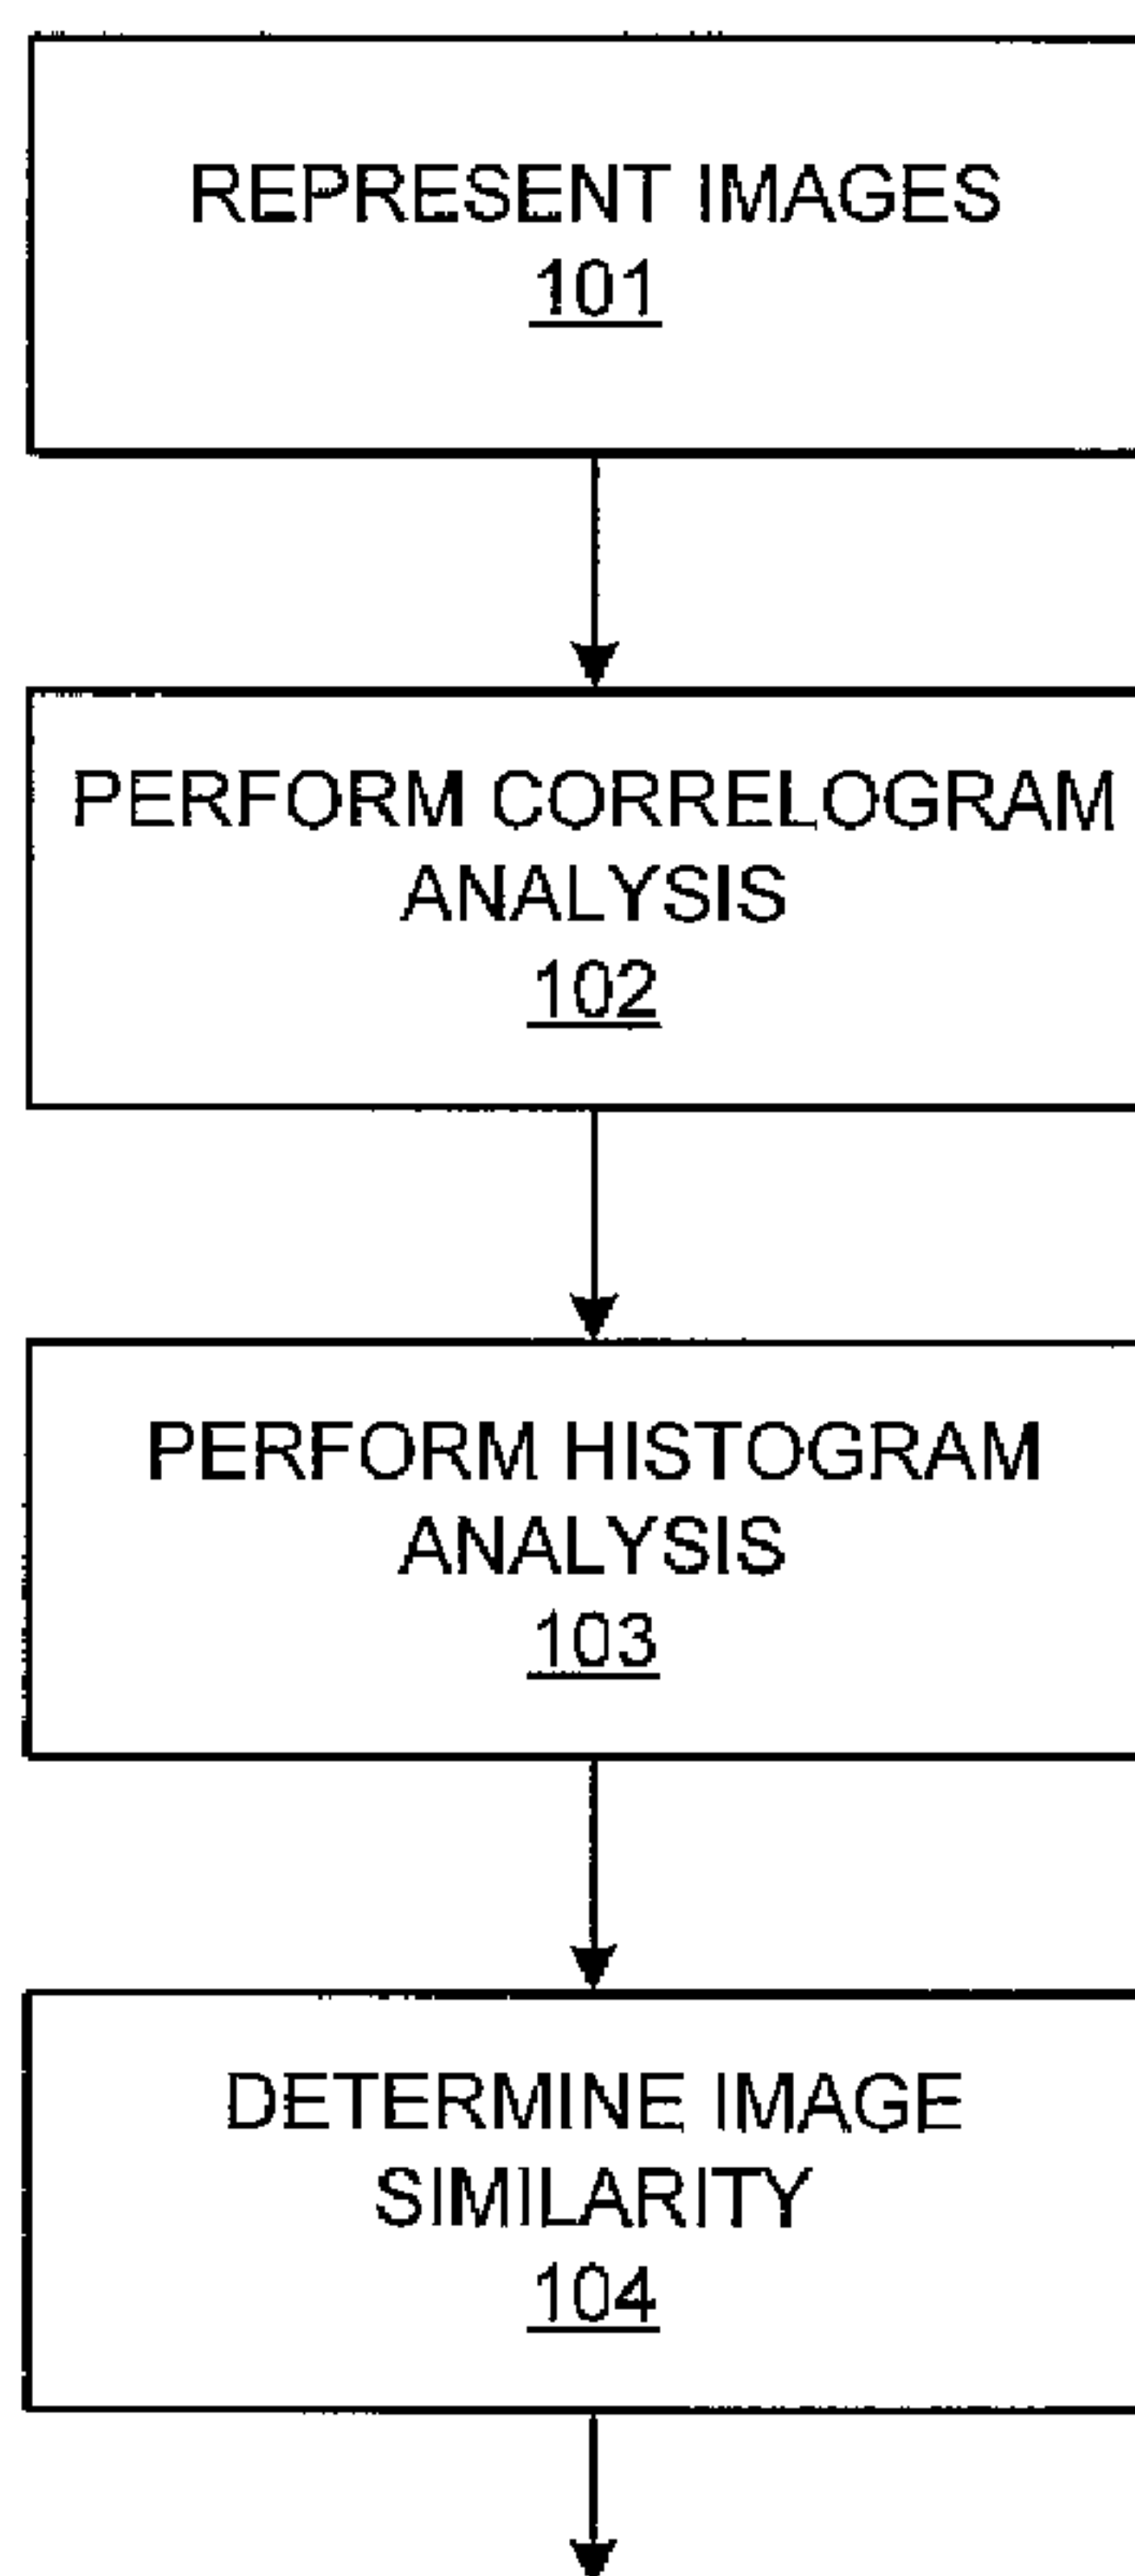 REPRESENT IMAGES
101
PERFORM CORRELOGRAM
ANALYSIS
102
PERFORM HISTOGRAM
ANALYSIS
103
DETERMINE IMAGE
SIMILARITY
104